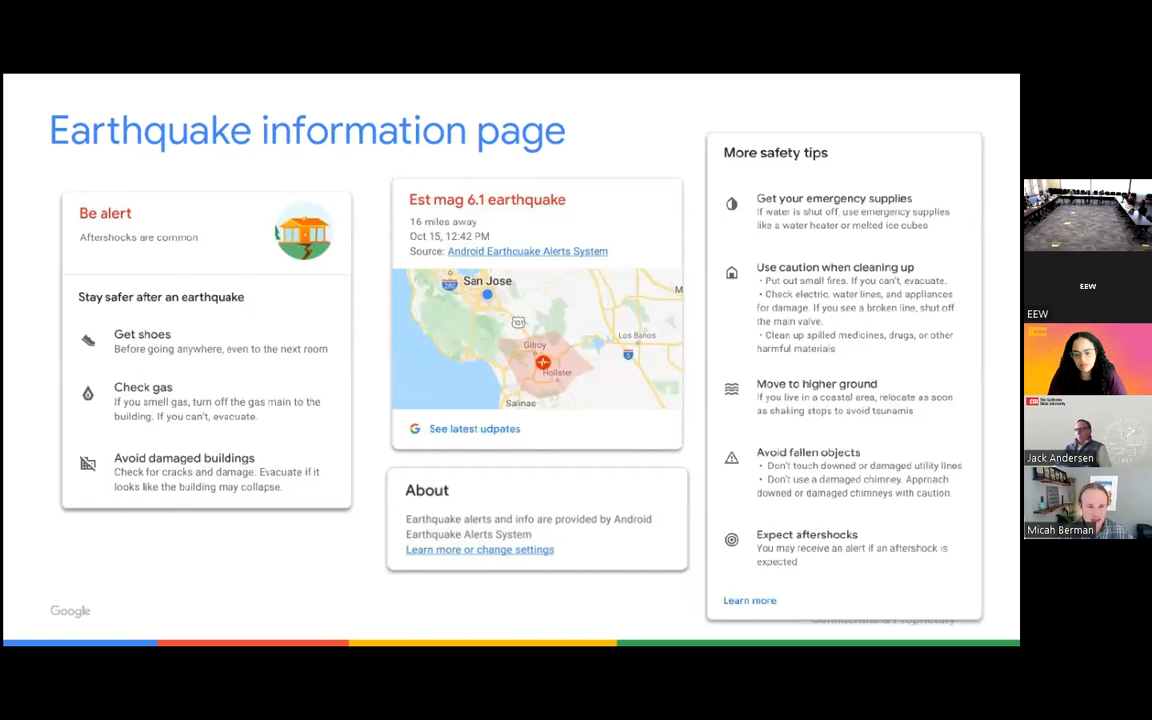 Earthquake information page
Be alert
Aftershocks are common
Stay safer after an earthquake
Get shoes
Before going anywhere, even to the next room
Check gas
If you smell gas, turn off the gas main to the
building. If you can't, evacuate.
Avoid damaged buildings
Check for cracks and damage. Evacuate if it
looks like the building may collapse.
Est mag 6.1 earthquake
16 miles away
Oct 15, 12:42 PM
Source: Android Earthquake Alerts System
San Jose
280
101
M
Los Banos
5
Gilroy
Hollister
Salinas
G See latest udpates
About
Earthquake alerts and info are provided by Android
Earthquake Alerts System
Learn more or change settings
More safety tips
Get your emergency supplies
If water is shut off, use emergency supplies
like a water heater or melted ice cubes
Use caution when cleaning up
• Put out small fires. If you can't, evacuate.
• Check electric, water lines, and appliances
for damage. If you see a broken line, shut off
the main valve.
• Clean up spilled medicines, drugs, or other
harmful materials
Move to higher ground
If you live in a coastal area, relocate as soon
as shaking stops to avoid tsunamis
Avoid fallen objects
• Don't touch downed or damaged utility lines
• Don't use a damaged chimney. Approach
downed or damaged chimneys with caution.
Expect aftershocks
You may receive an alert if an aftershock is
expected
Learn more
Google
Confidential & Proprietary
EEW
EEW
Jack Andersen
Micah Berman